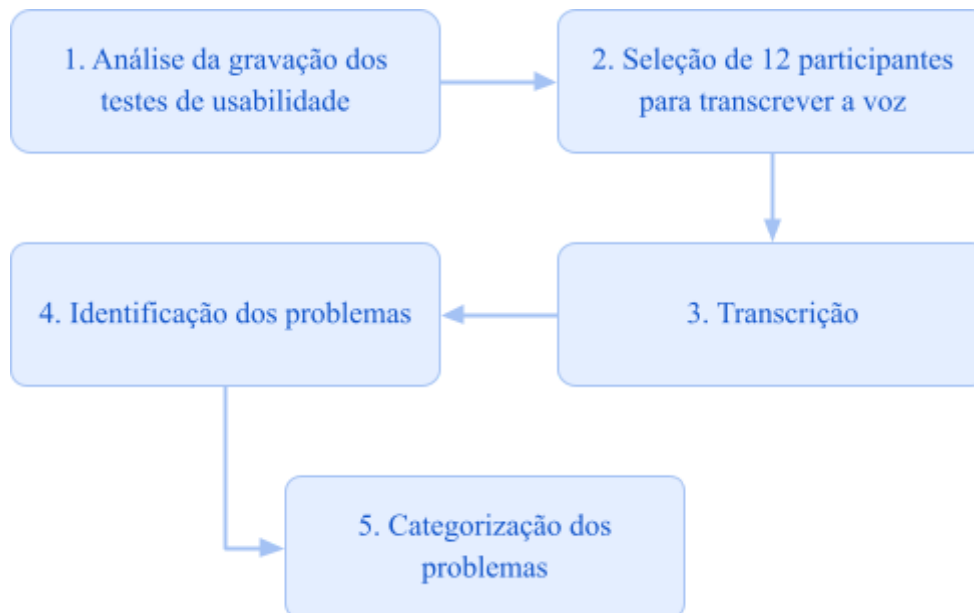 1. Análise da gravação dos
testes de usabilidade
2. Seleção de 12 participantes
para transcrever a voz
3. Transcrição
4. Identificação dos problemas
5. Categorização dos
problemas